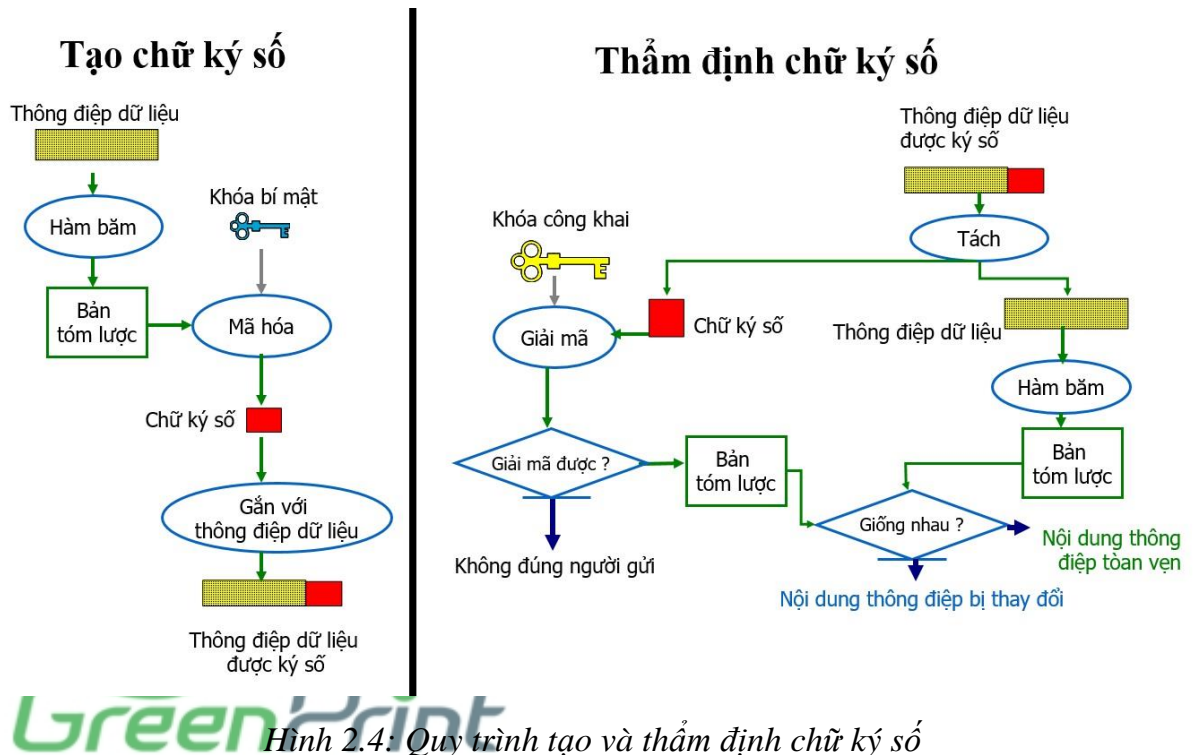 Tạo chữ ký số
Thông điệp dữ liệu
Hàm băm
Khóa bí mật
Bản
tóm lược
Mã hóa
Chữ ký số
Gắn với
thông điệp dữ liệu
Thông điệp dữ liệu
được ký số
Thẩm định chữ ký số
Thông điệp dữ liệu
được ký số
Tách
Khóa công khai
Giải mã
Chữ ký số
Thông điệp dữ liệu
Hàm băm
Giải mã được ?
Bản
tóm lược
Bản
tóm lược
Giống nhau ?
Không đúng người gửi
Nội dung thông
điệp tòan vẹn
Nội dung thông điệp bị thay đổi
GreenPrint
Hình 2.4: Quy trình tạo và thẩm định chữ ký số